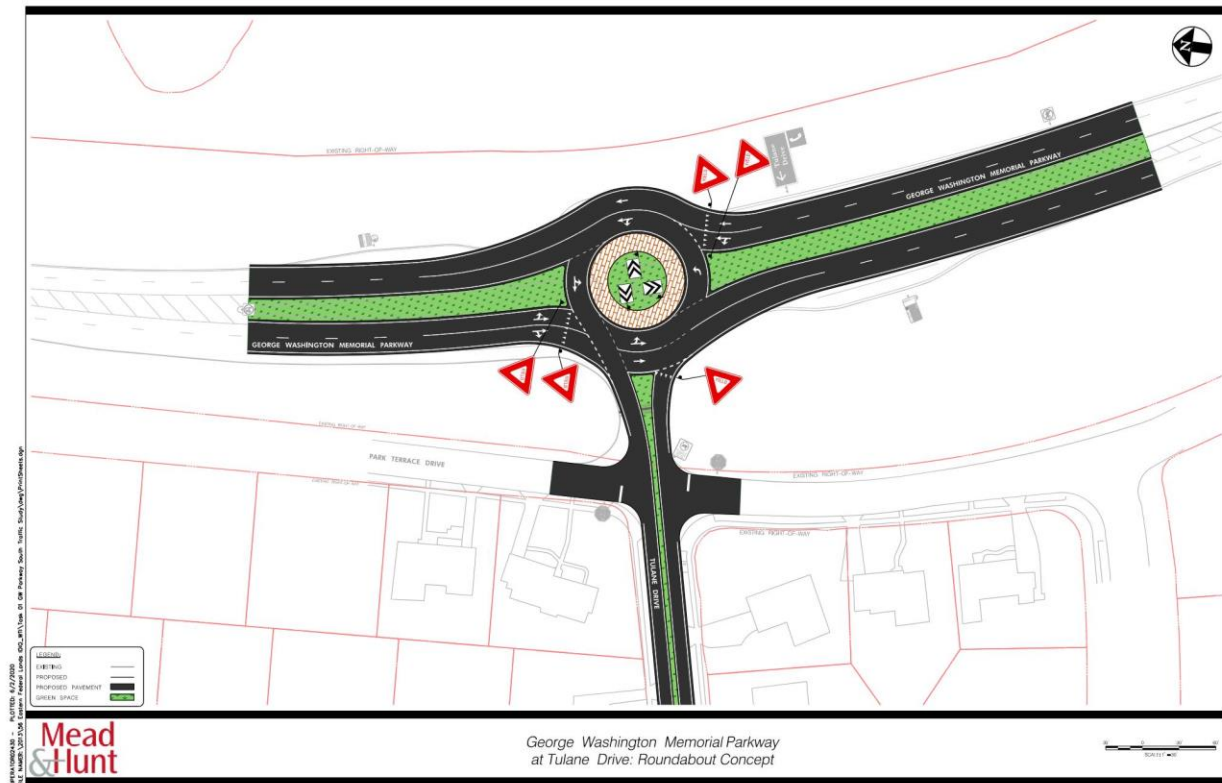 N
EXISTING RIGHT-OF-WAY
Tulane
Drive
GEORGE WASHINGTON MEMORIAL PARKWAY
GEORGE WASHINGTON MEMORIAL PARKWAY
PARK TERRACE DRIVE
EXISTING RIGHT-OF-WAY
EXISTING RIGHT-OF-WAY
TULANE DRIVE
LEGEND:
EXISTING
PROPOSED
PROPOSED PAVEMENT
GREEN SPACE
Mead
&Hunt
George Washington Memorial Parkway
at Tulane Drive: Roundabout Concept